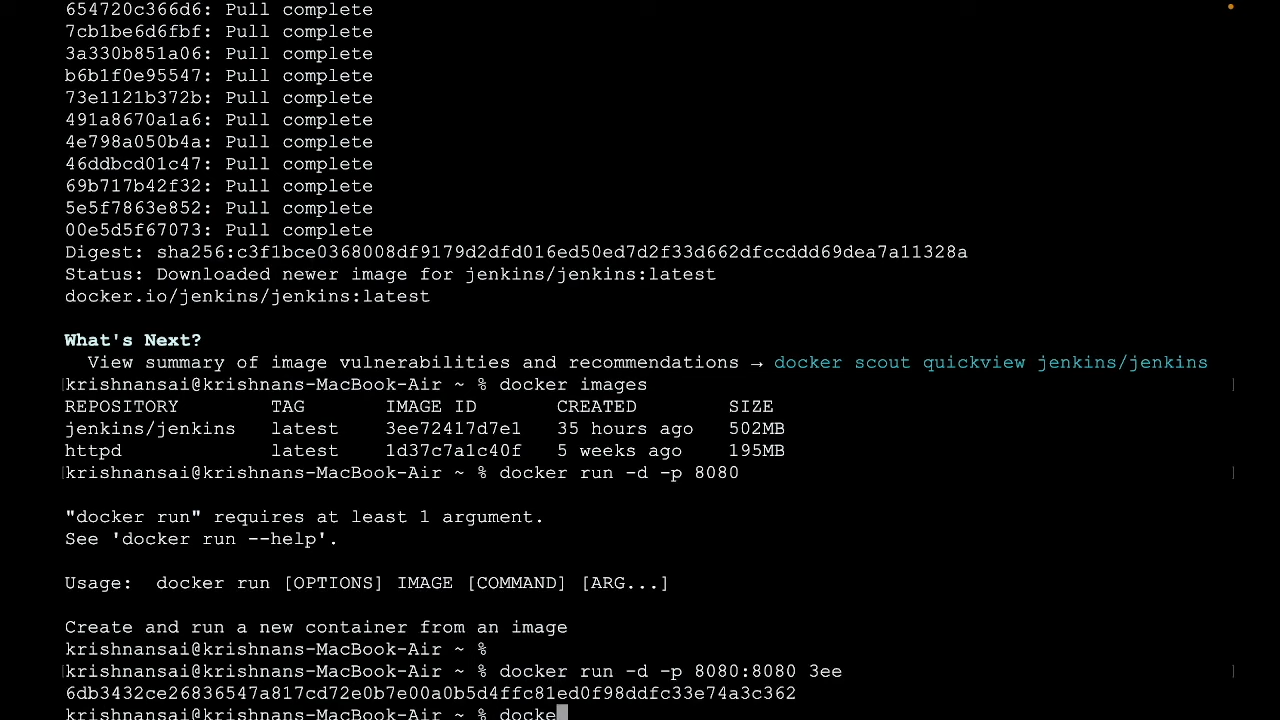 654720c366d6: Pull complete
7cb1be6d6fbf: Pull complete
3a330b851a06: Pull complete
b6b1f0e95547: Pull complete
73e1121b372b: Pull complete
491a8670a1a6: Pull complete
4e798a050b4a: Pull complete
46ddbcd01c47: Pull complete
69b717b42f32: Pull complete
5e5f7863e852: Pull complete
00e5d5f67073: Pull complete
Digest: sha256:c3f1bce0368008df9179d2dfd016ed50ed7d2f33d662dfccddd69dea7a11328a
Status: Downloaded newer image for jenkins/jenkins:latest
docker.io/jenkins/jenkins:latest
What's Next?
View summary of image vulnerabilities and recommendations → docker scout quickview jenkins/jenkins
krishnansai@krishnans-MacBook-Air ~ % docker images
REPOSITORY TAG IMAGE ID CREATED SIZE
jenkins/jenkins latest 3ee72417d7e1 35 hours ago 502MB
httpd latest 1d37c7a1c40f 5 weeks ago 195MB
krishnansai@krishnans-MacBook-Air ~ % docker run -d -p 8080
"docker run" requires at least 1 argument.
See 'docker run --help'.
Usage: docker run [OPTIONS] IMAGE [COMMAND] [ARG...]
Create and run a new container from an image
krishnansai@krishnans-MacBook-Air ~ %
krishnansai@krishnans-MacBook-Air ~ % docker run -d -p 8080:8080 3ee
6db3432ce26836547a817cd72e0b7e00a0b5d4ffc81ed0f98ddfc33e74a3c362
krishnansai@krishnans-MacBook-Air ~ % docke